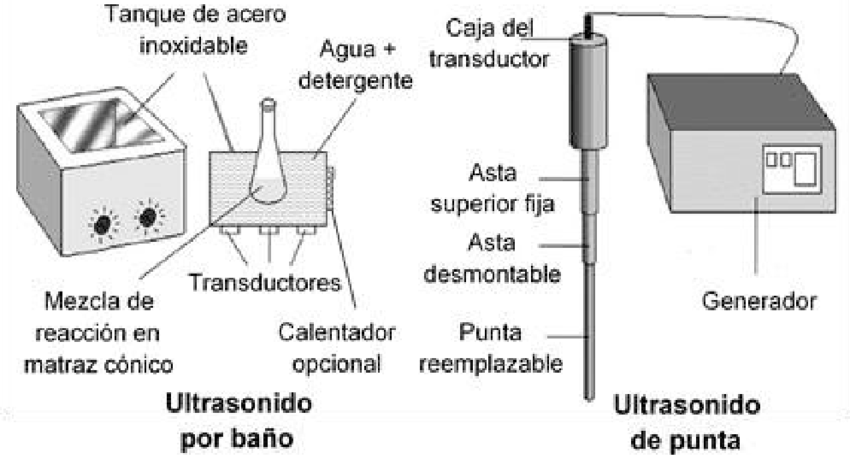 Tanque de acero
inoxidable
Agua +
detergente
Transductores
Mezcla de
reacción en
matraz cónico
Calentador
opcional
Ultrasonido
por baño
Caja del
transductor
Asta
superior fija
Asta
desmontable
Punta
reemplazable
Generador
Ultrasonido
de punta